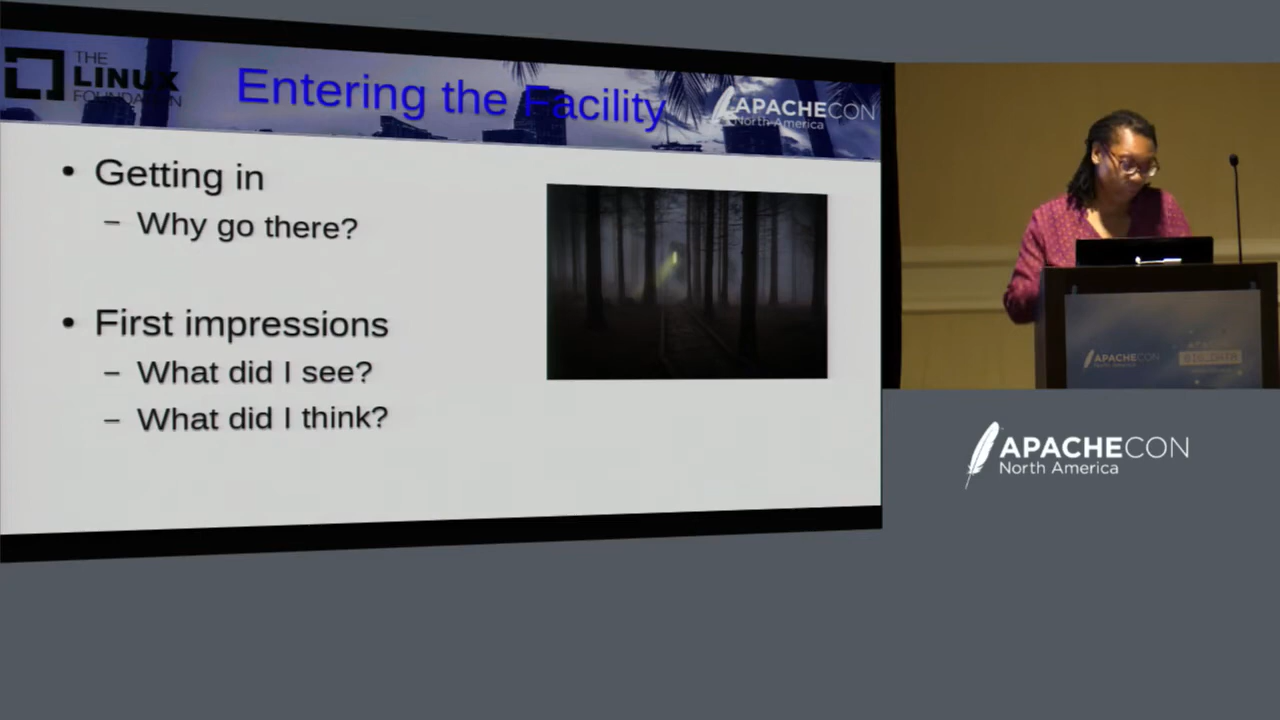 THE
LINUX
FOUNDATION
Entering the Facility
APACHECON
North America
• Getting in
– Why go there?
• First impressions
– What did I see?
– What did I think?
APACHECON
North America
BIG_DATA
APACHECON
North America